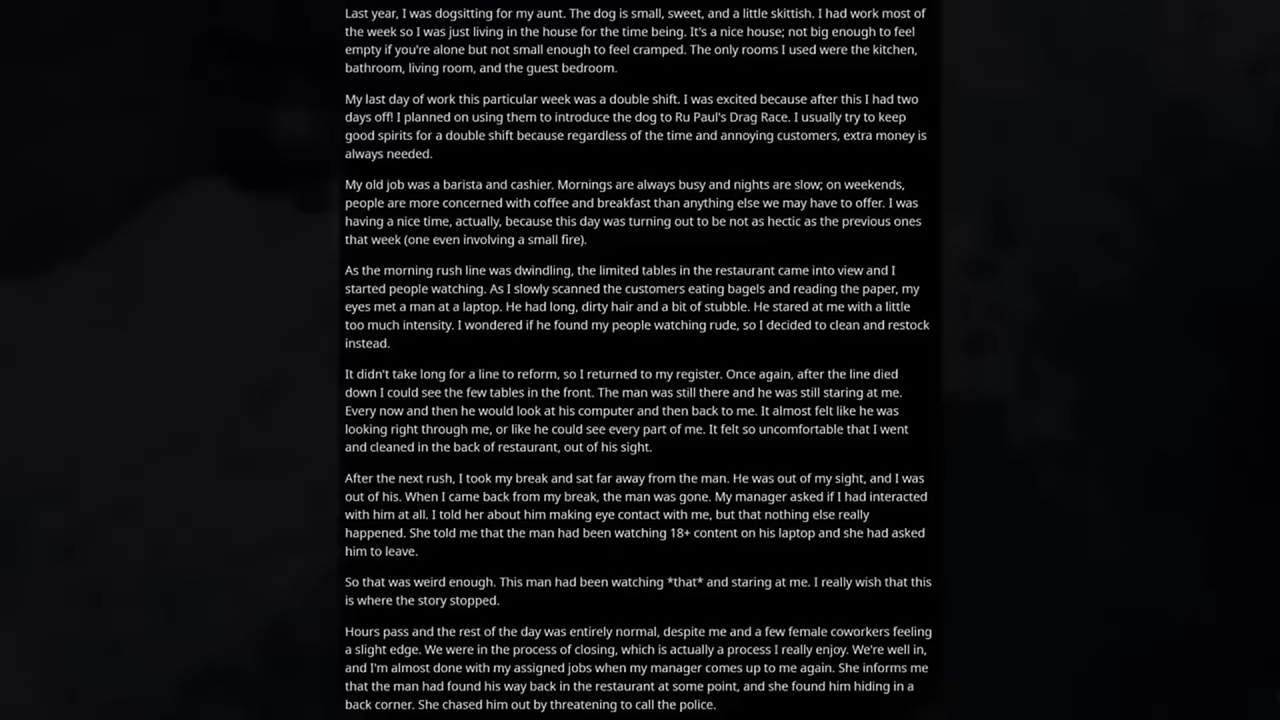 Last year, I was dogsitting for my aunt. The dog is small, sweet, and a little skittish. I had work most of
the week so I was just living in the house for the time being. It's a nice house; not big enough to feel
empty if you're alone but not small enough to feel cramped. The only rooms I used were the kitchen,
bathroom, living room, and the guest bedroom.
My last day of work this particular week was a double shift. I was excited because after this I had two
days off! I planned on using them to introduce the dog to Ru Paul's Drag Race. I usually try to keep
good spirits for a double shift because regardless of the time and annoying customers, extra money is
always needed.
My old job was a barista and cashier. Mornings are always busy and nights are slow; on weekends,
people are more concerned with coffee and breakfast than anything else we may have to offer. I was
having a nice time, actually, because this day was turning out to be not as hectic as the previous ones
that week (one even involving a small fire).
As the morning rush line was dwindling, the limited tables in the restaurant came into view and I
started people watching. As I slowly scanned the customers eating bagels and reading the paper, my
eyes met a man at a laptop. He had long, dirty hair and a bit of stubble. He stared at me with a little
too much intensity. I wondered if he found my people watching rude, so I decided to clean and restock
instead.
It didn't take long for a line to reform, so I returned to my register. Once again, after the line died
down I could see the few tables in the front. The man was still there and he was still staring at me.
Every now and then he would look at his computer and then back to me. It almost felt like he was
looking right through me, or like he could see every part of me. It felt so uncomfortable that I went
and cleaned in the back of restaurant, out of his sight.
After the next rush, I took my break and sat far away from the man. He was out of my sight, and I was
out of his. When I came back from my break, the man was gone. My manager asked if I had interacted
with him at all. I told her about him making eye contact with me, but that nothing else really
happened. She told me that the man had been watching 18+ content on his laptop and she had asked
him to leave.
So that was weird enough. This man had been watching *that* and staring at me. I really wish that this
is where the story stopped.
Hours pass and the rest of the day was entirely normal, despite me and a few female coworkers feeling
a slight edge. We were in the process of closing, which is actually a process I really enjoy. We're well in,
and I'm almost done with my assigned jobs when my manager comes up to me again. She informs me
that the man had found his way back in the restaurant at some point, and she found him hiding in a
back corner. She chased him out by threatening to call the police.